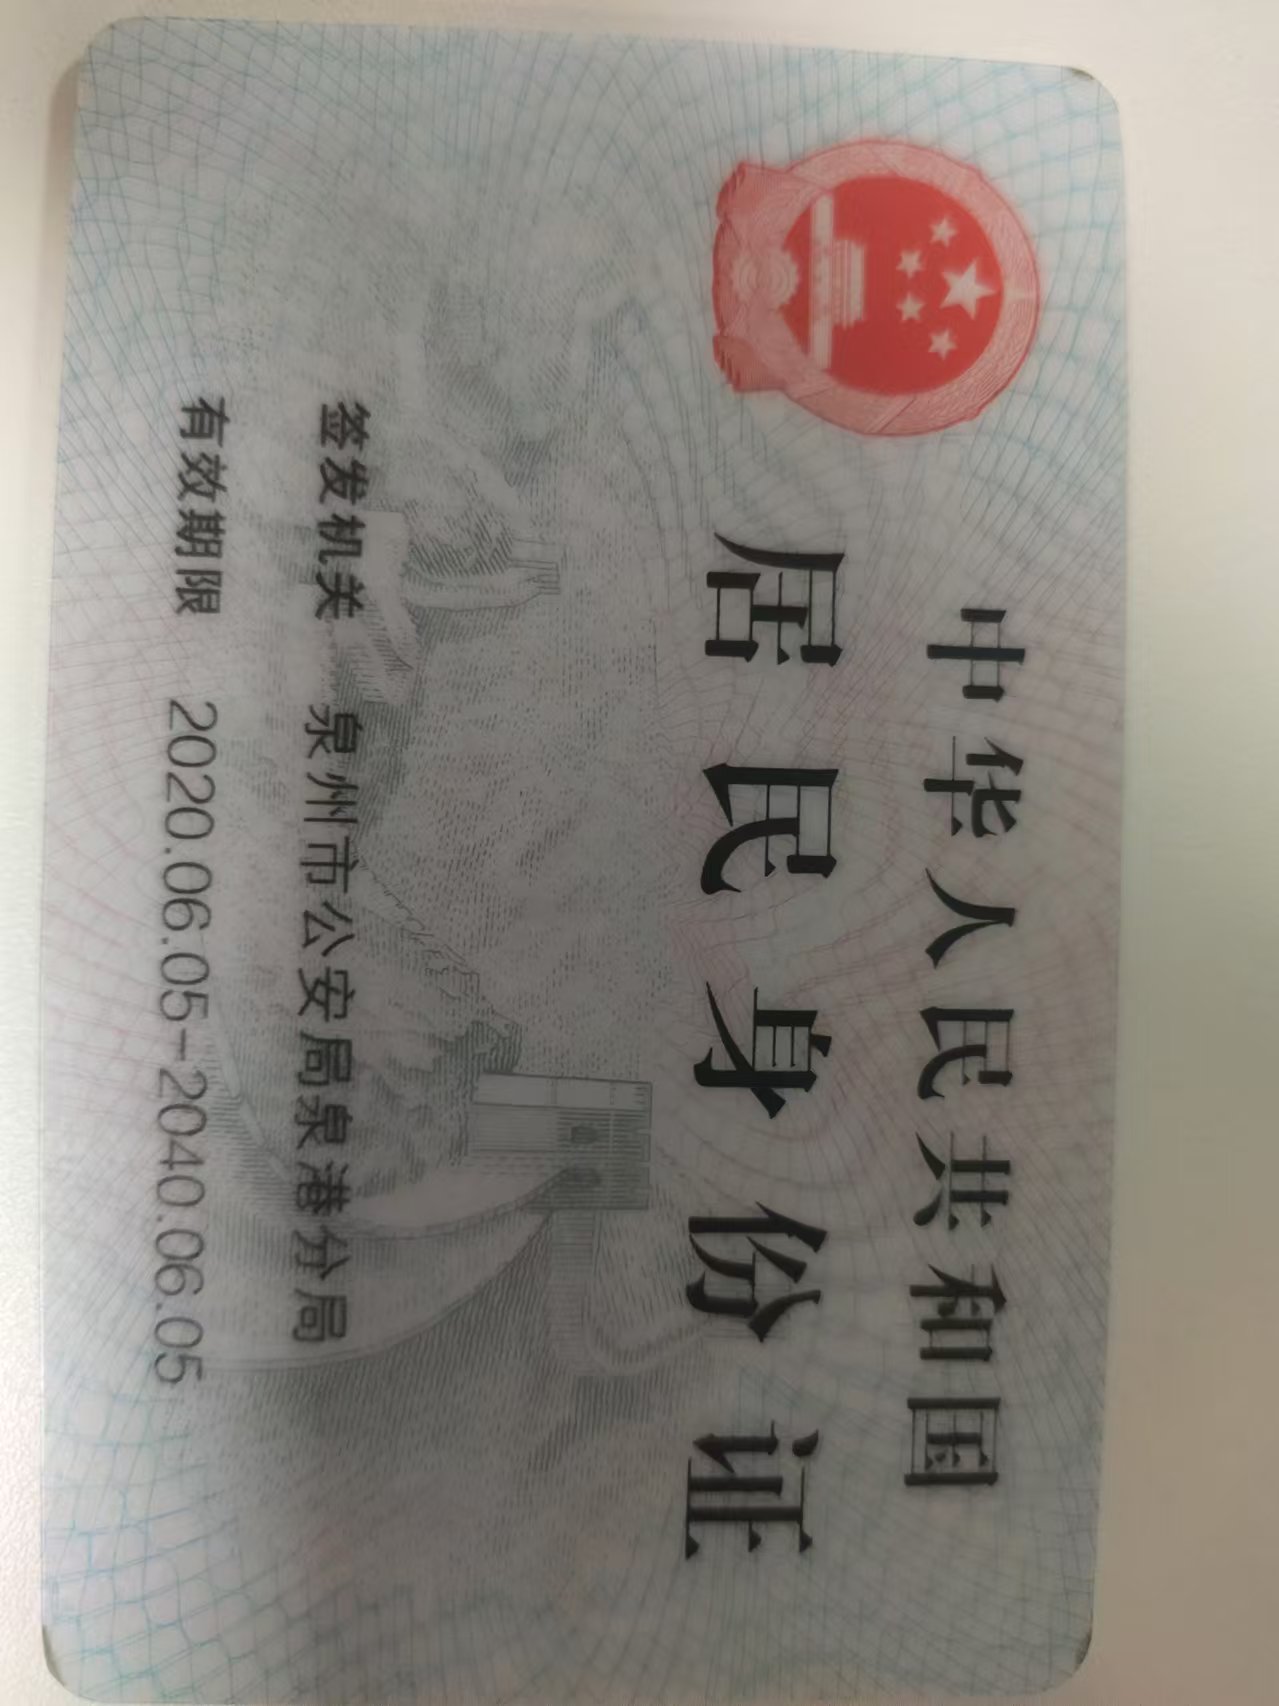 中华人民共和国
居民身份证
签发机关 泉州市公安局泉港分局
有效期限 2020.06.05-2040.06.05